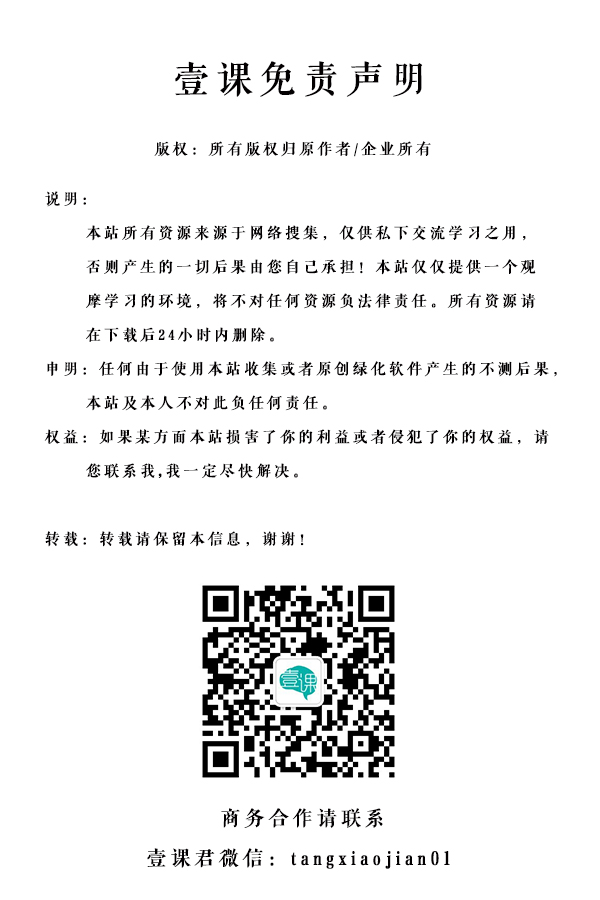 壹课免责声明
版权：所有版权归原作者/企业所有
说明：
本站所有资源来源于网络搜集，仅供私下交流学习之用，
否则产生的一切后果由您自己承担！本站仅仅提供一个观
摩学习的环境，将不对任何资源负法律责任。所有资源请
在下载后24小时内删除。
申明：任何由于使用本站收集或者原创绿化软件产生的不测后果，
本站及本人不对此负任何责任。
权益：如果某方面本站损害了你的利益或者侵犯了你的权益，请
您联系我,我一定尽快解决。
转载：转载请保留本信息，谢谢！
壹课
商务合作请联系
壹课君微信：tangxiaojian01